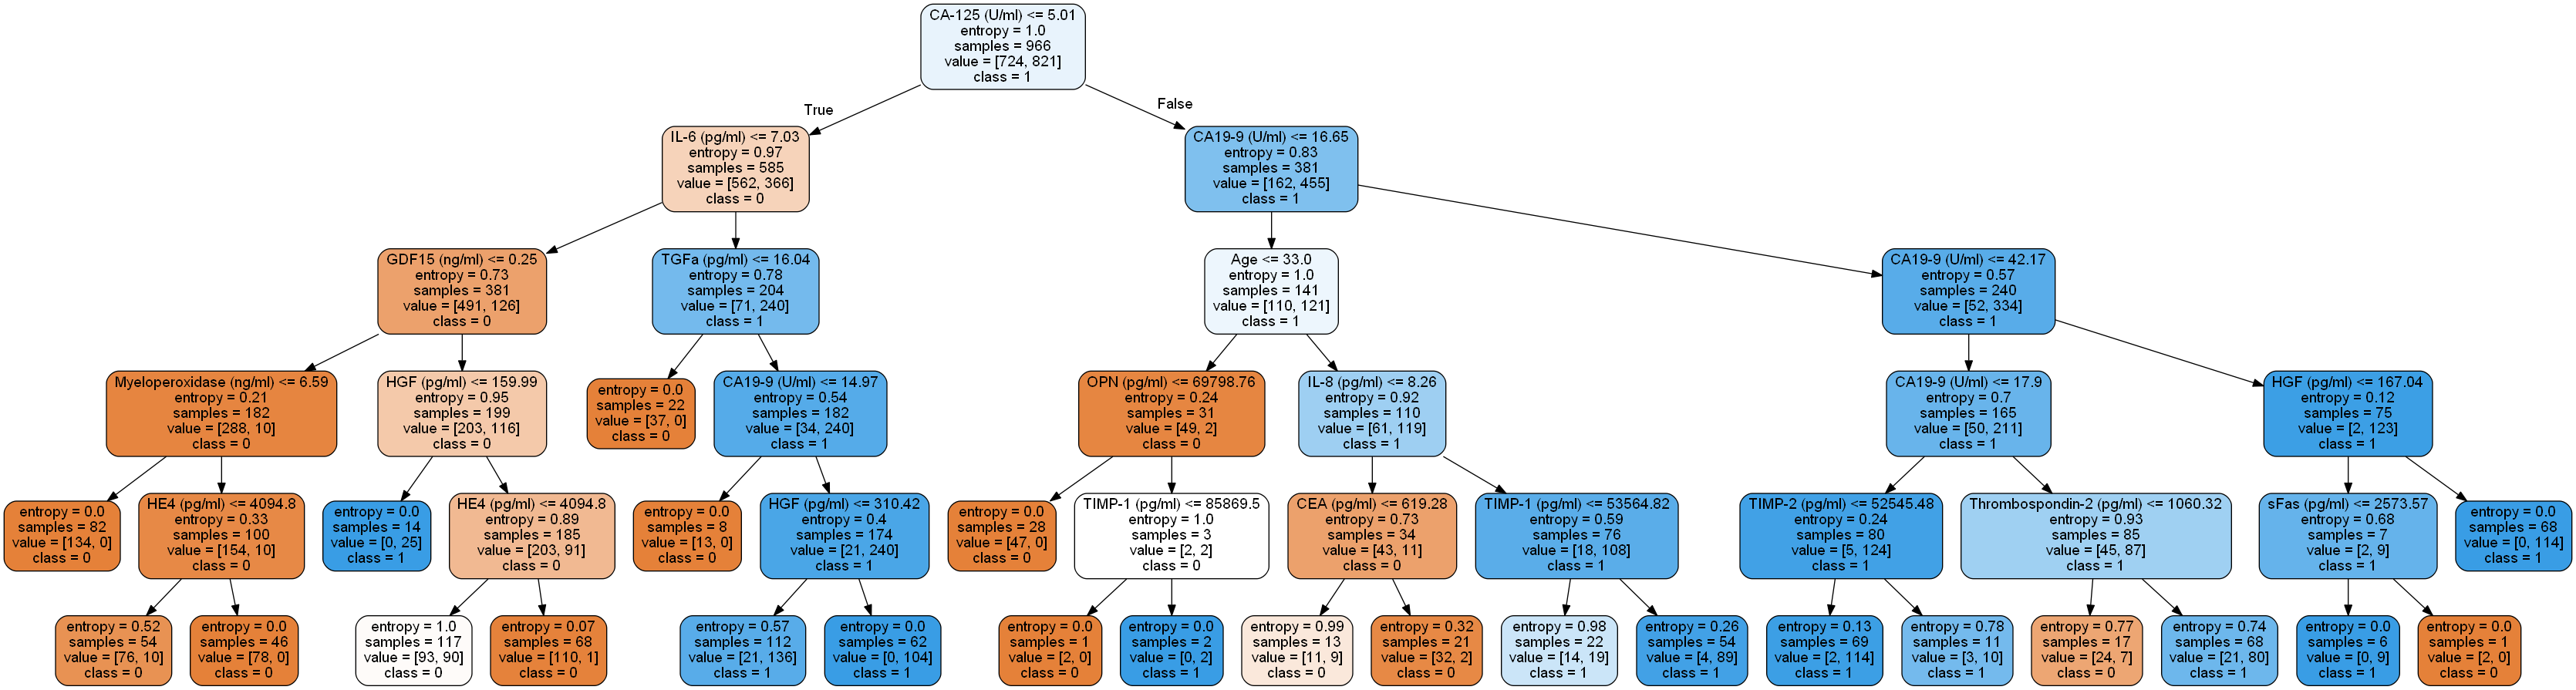 CA-125 (U/ml) <= 5.01
entropy = 1.0
samples = 966
value = [724, 821]
class = 1
True
False
IL-6 (pg/ml) <= 7.03
entropy = 0.97
samples = 585
value = [562, 366]
class = 0
CA19-9 (U/ml) <= 16.65
entropy = 0.83
samples = 381
value = [162, 455]
class = 1
GDF15 (ng/ml) <= 0.25
entropy = 0.73
samples = 381
value = [491, 126]
class = 0
TGFa (pg/ml) <= 16.04
entropy = 0.78
samples = 204
value = [71, 240]
class = 1
Age <= 33.0
entropy = 1.0
samples = 141
value = [110, 121]
class = 1
CA19-9 (U/ml) <= 42.17
entropy = 0.57
samples = 240
value = [52, 334]
class = 1
Myeloperoxidase (ng/ml) <= 6.59
entropy = 0.21
samples = 182
value = [288, 10]
class = 0
HGF (pg/ml) <= 159.99
entropy = 0.95
samples = 199
value = [203, 116]
class = 0
entropy = 0.0
samples = 22
value = [37, 0]
class = 0
CA19-9 (U/ml) <= 14.97
entropy = 0.54
samples = 182
value = [34, 240]
class = 1
OPN (pg/ml) <= 69798.76
entropy = 0.24
samples = 31
value = [49, 2]
class = 0
IL-8 (pg/ml) <= 8.26
entropy = 0.92
samples = 110
value = [61, 119]
class = 1
CA19-9 (U/ml) <= 17.9
entropy = 0.7
samples = 165
value = [50, 211]
class = 1
HGF (pg/ml) <= 167.04
entropy = 0.12
samples = 75
value = [2, 123]
class = 1
entropy = 0.0
samples = 82
value = [134, 0]
class = 0
HE4 (pg/ml) <= 4094.8
entropy = 0.33
samples = 100
value = [154, 10]
class = 0
entropy = 0.0
samples = 14
value = [0, 25]
class = 1
HE4 (pg/ml) <= 4094.8
entropy = 0.89
samples = 185
value = [203, 91]
class = 0
entropy = 0.0
samples = 8
value = [13, 0]
class = 0
HGF (pg/ml) <= 310.42
entropy = 0.4
samples = 174
value = [21, 240]
class = 1
entropy = 0.0
samples = 28
value = [47, 0]
class = 0
TIMP-1 (pg/ml) <= 85869.5
entropy = 1.0
samples = 3
value = [2, 2]
class = 0
CEA (pg/ml) <= 619.28
entropy = 0.73
samples = 34
value = [43, 11]
class = 0
TIMP-1 (pg/ml) <= 53564.82
entropy = 0.59
samples = 76
value = [18, 108]
class = 1
TIMP-2 (pg/ml) <= 52545.48
entropy = 0.24
samples = 80
value = [5, 124]
class = 1
Thrombospondin-2 (pg/ml) <= 1060.32
entropy = 0.93
samples = 85
value = [45, 87]
class = 1
sFas (pg/ml) <= 2573.57
entropy = 0.68
samples = 7
value = [2, 9]
class = 1
entropy = 0.0
samples = 68
value = [0, 114]
class = 1
entropy = 0.52
samples = 54
value = [76, 10]
class = 0
entropy = 0.0
samples = 46
value = [78, 0]
class = 0
entropy = 1.0
samples = 117
value = [93, 90]
class = 0
entropy = 0.07
samples = 68
value = [110, 1]
class = 0
entropy = 0.57
samples = 112
value = [21, 136]
class = 1
entropy = 0.0
samples = 62
value = [0, 104]
class = 1
entropy = 0.0
samples = 1
value = [2, 0]
class = 0
entropy = 0.0
samples = 2
value = [0, 2]
class = 1
entropy = 0.99
samples = 13
value = [11, 9]
class = 0
entropy = 0.32
samples = 21
value = [32, 2]
class = 0
entropy = 0.98
samples = 22
value = [14, 19]
class = 1
entropy = 0.26
samples = 54
value = [4, 89]
class = 1
entropy = 0.13
samples = 69
value = [2, 114]
class = 1
entropy = 0.78
samples = 11
value = [3, 10]
class = 1
entropy = 0.77
samples = 17
value = [24, 7]
class = 0
entropy = 0.74
samples = 68
value = [21, 80]
class = 1
entropy = 0.0
samples = 6
value = [0, 9]
class = 1
entropy = 0.0
samples = 1
value = [2, 0]
class = 0